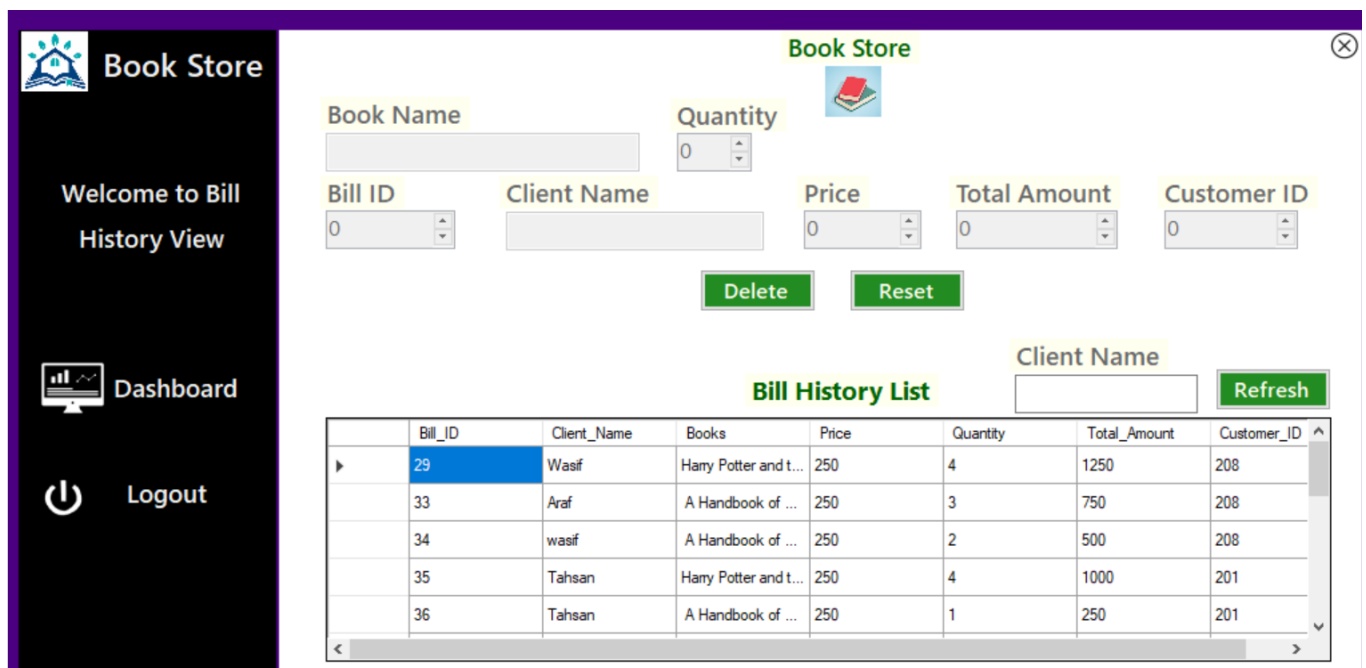 Book Store
Welcome to Bill
History View
Dashboard
Logout
Book Store
Book Name Quantity
0
Bill ID Client Name Price Total Amount Customer ID
0 0 0 0
Delete Reset
Client Name
Bill History List Refresh
Bill_ID Client_Name Books Price Quantity Total_Amount Customer_ID
29 Wasif Harry Potter and t... 250 4 1250 208
33 Araf A Handbook of ... 250 3 750 208
34 wasif A Handbook of ... 250 2 500 208
35 Tahsan Harry Potter and t... 250 4 1000 201
36 Tahsan A Handbook of ... 250 1 250 201